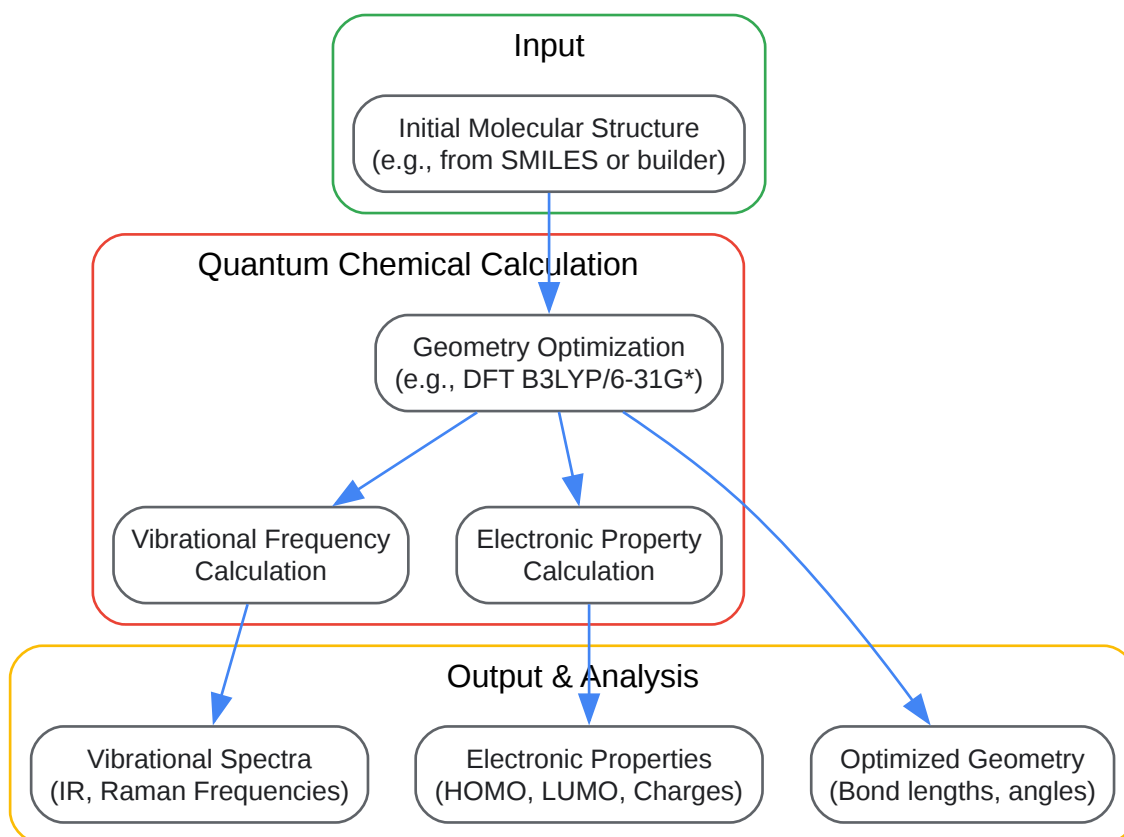 Input
Initial Molecular Structure
(e.g., from SMILES or builder)
Quantum Chemical Calculation
Geometry Optimization
(e.g., DFT B3LYP/6-31G*)
Vibrational Frequency
Calculation
Electronic Property
Calculation
Output & Analysis
Vibrational Spectra
(IR, Raman Frequencies)
Electronic Properties
(HOMO, LUMO, Charges)
Optimized Geometry
(Bond lengths, angles)